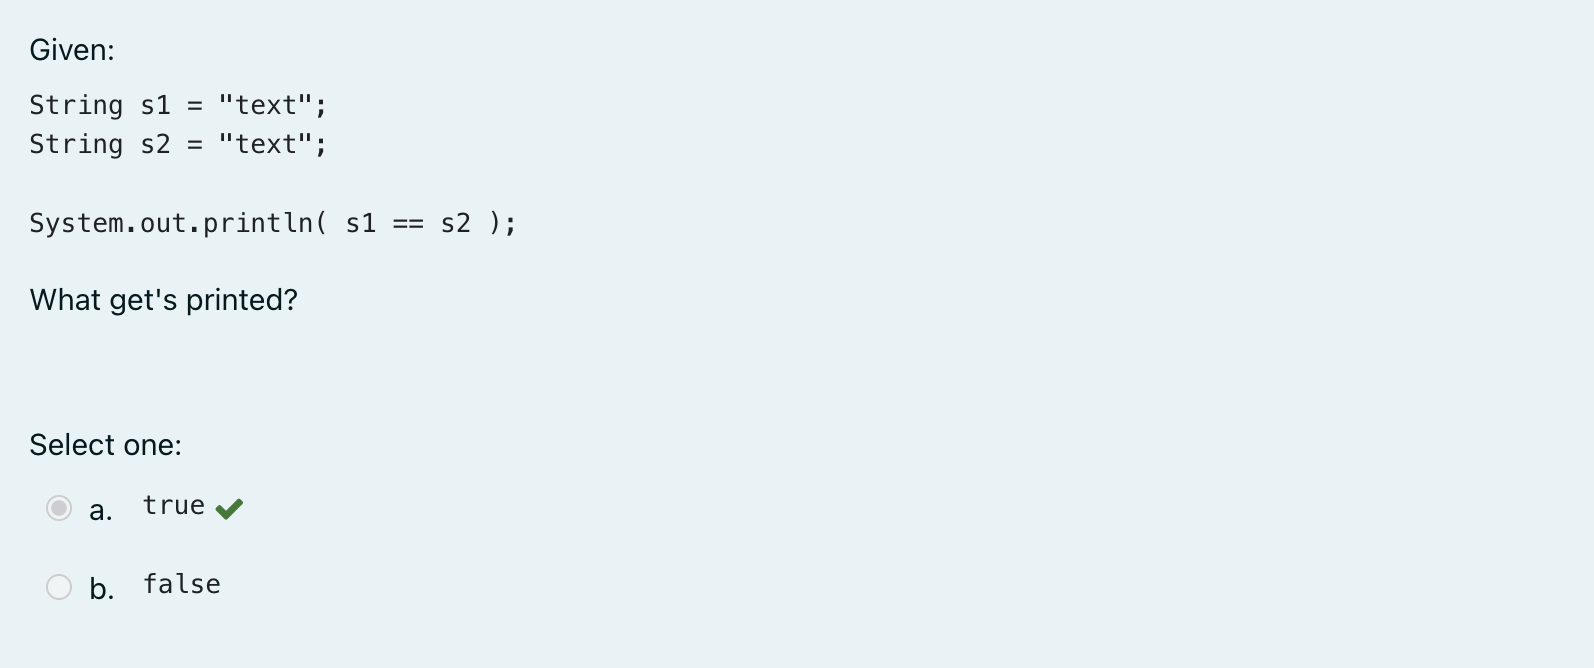 Given:
String s1 = "text";
String s2 = "text";
System.out.println( s1 == s2 );
What get's printed?
Select one:
a. true
b. false